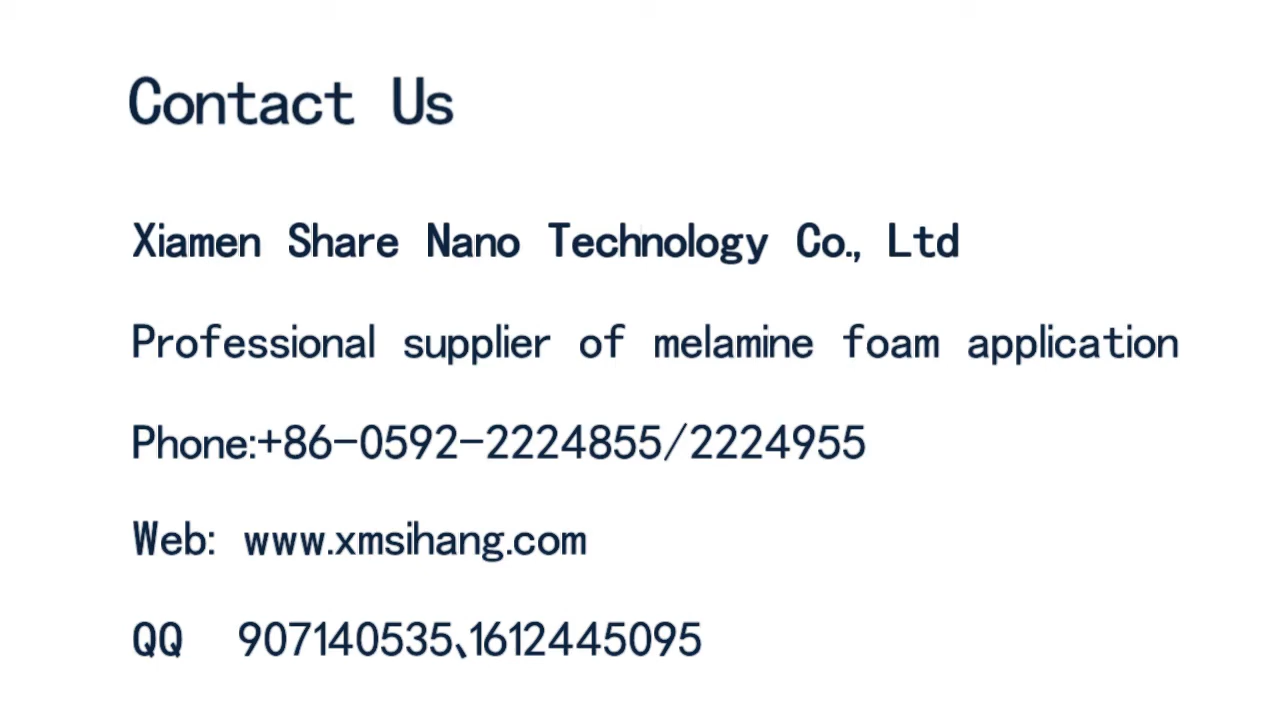 Contact Us
Xiamen Share Nano Technology Co., Ltd
Professional supplier of melamine foam application
Phone:+86-0592-2224855/2224955
Web: www.xmsihang.com
QQ 907140535、1612445095